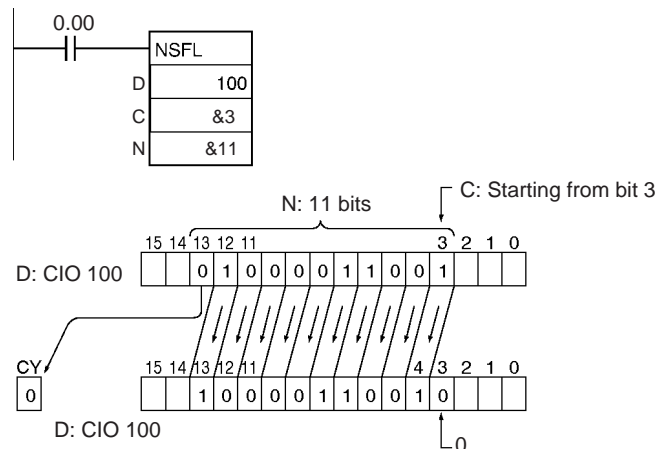 0.00
NSFL
D 100
C &3
N &11
C: Starting from bit 3
N: 11 bits
15 14 13 12 11 3 2 1 0
D: CIO 100 0 1 0 0 0 0 1 1 0 0 1
CY 15 14 13 12 11 4 3 2 1 0
0 1 0 0 0 0 1 1 0 0 1 0
D: CIO 100
0